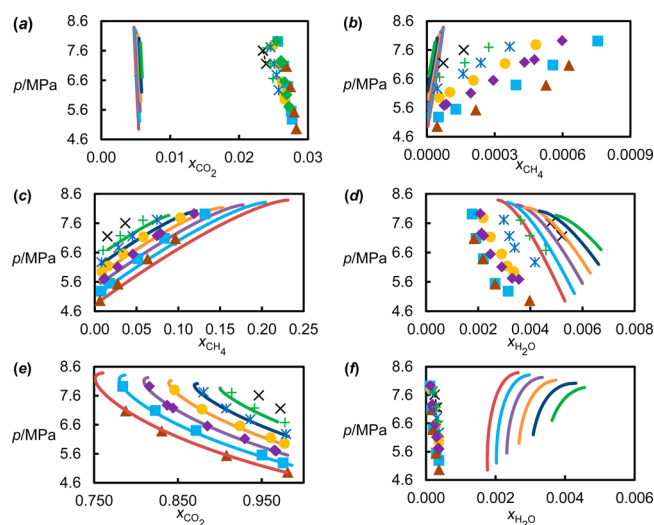 (a)
p/MPa
8.6
7.6
6.6
5.6
4.6
0.00 0.01 0.02 0.03
xCO2
(b)
p/MPa
8.6
7.6
6.6
5.6
4.6
0.0000 0.0003 0.0006 0.0009
xCH4
(c)
p/MPa
8.6
7.6
6.6
5.6
4.6
0.00 0.05 0.10 0.15 0.20 0.25
xCH4
(d)
p/MPa
8.6
7.6
6.6
5.6
4.6
0.000 0.002 0.004 0.006 0.008
xH2O
(e)
p/MPa
8.6
7.6
6.6
5.6
4.6
0.750 0.850 0.950
xCO2
(f)
p/MPa
8.6
7.6
6.6
5.6
4.6
0.000 0.002 0.004 0.006
xH2O